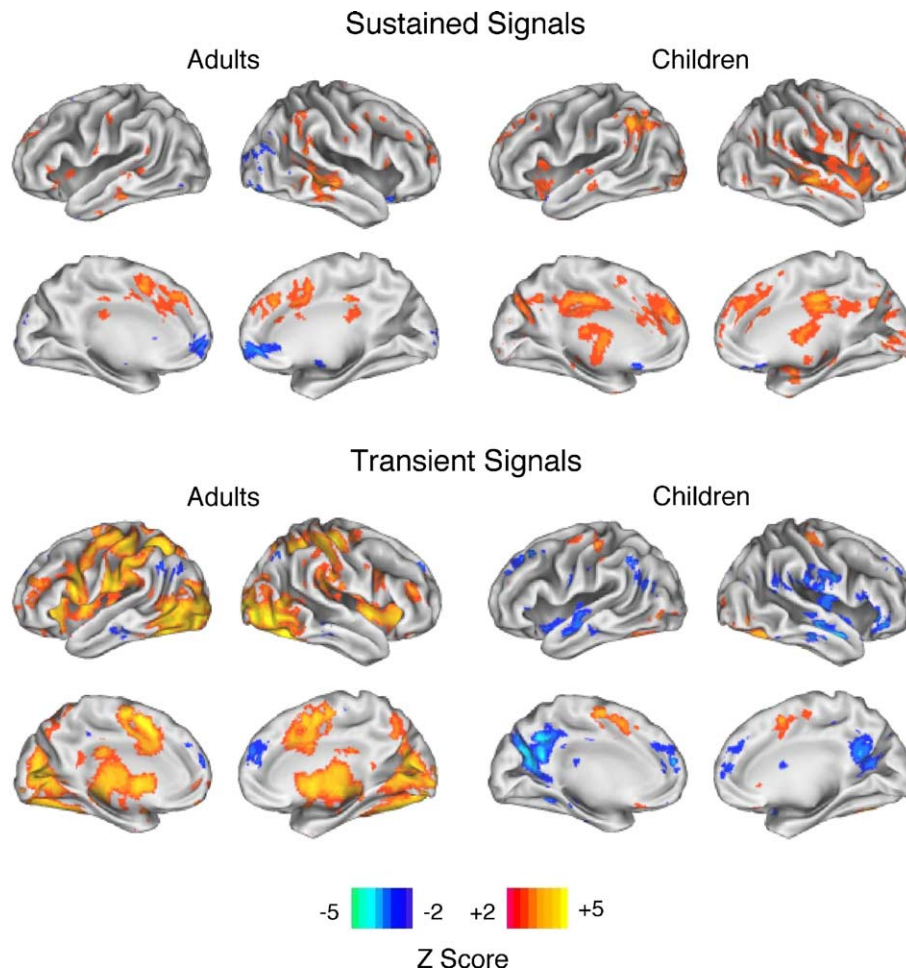 Sustained Signals
Adults Children
Transient Signals
Adults Children
-5 -2 +2 +5
Z Score